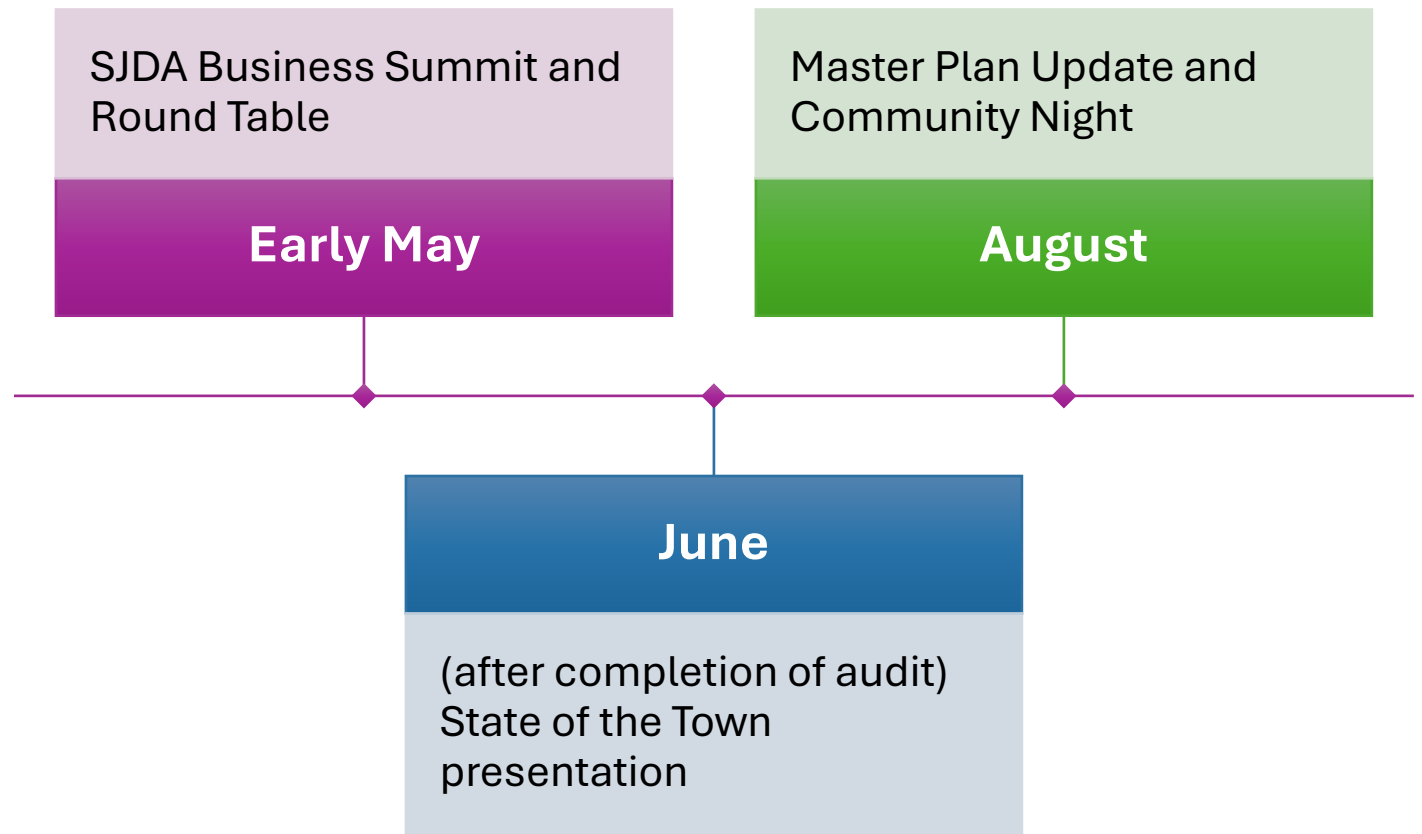 SJDA Business Summit and
Round Table
Early May
Master Plan Update and
Community Night
August
June
(after completion of audit)
State of the Town
presentation